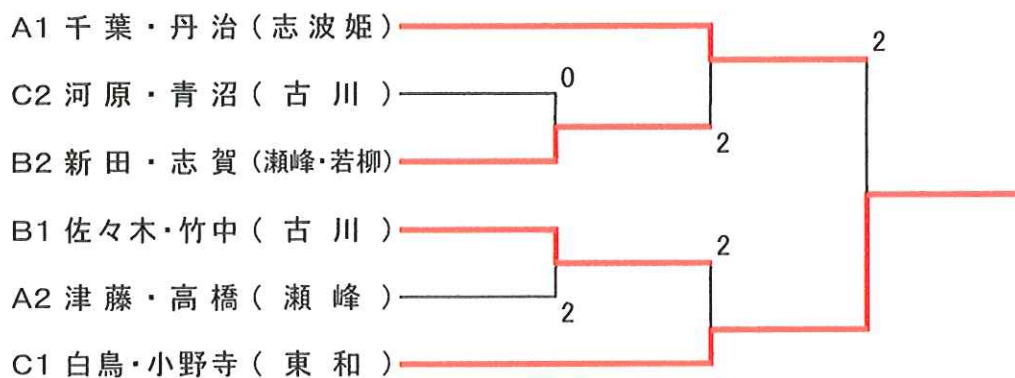 A1 千葉・丹治(志波姫)
2
C2 河原・青沼(古川)
0
2
B2 新田・志賀(瀬峰・若柳)
B1 佐々木・竹中(古川)
2
A2 津藤・高橋(瀬峰)
2
C1 白鳥・小野寺(東和)